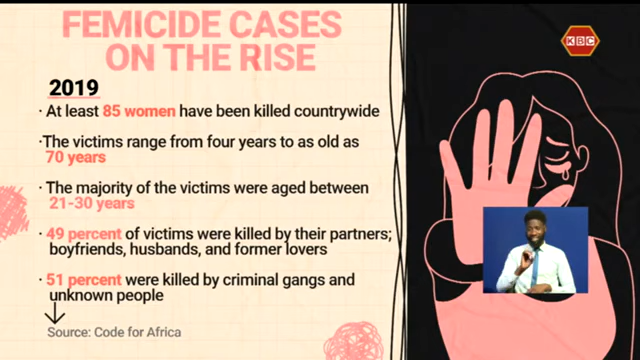 FEMICIDE CASES
ON THE RISE
KBC
2019
· At least 85 women have been killed countrywide
·The victims range from four years to as old as
70 years
· The majority of the victims were aged between
21-30 years
· 49 percent of victims were killed by their partners;
boyfriends, husbands, and former lovers
· 51 percent were killed by criminal gangs and
unknown people
Source: Code for Africa